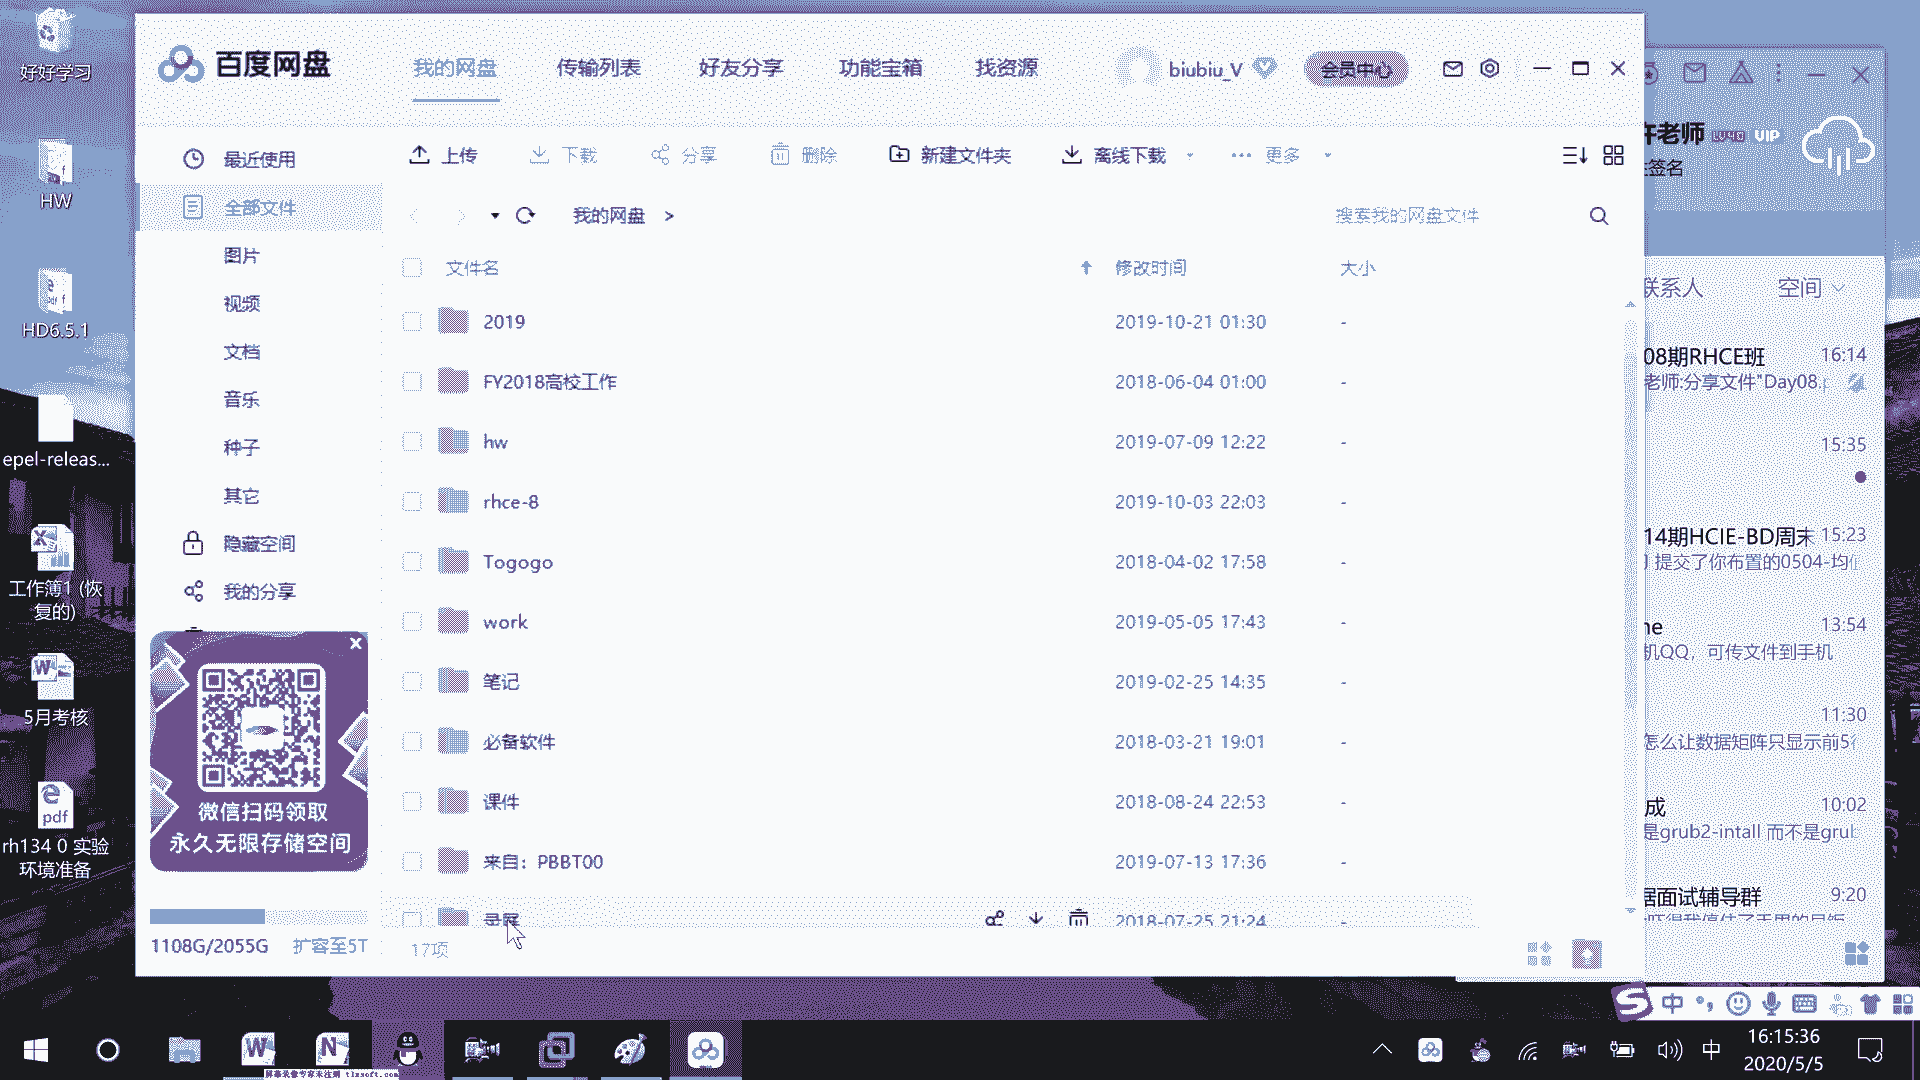 好好学习
HW
HD6.5.1
epel-releas...
工作簿1 (恢
复的)
5月考核
rh134 0 实验
环境准备
百度网盘
我的网盘
传输列表
好友分享
功能宝箱
找资源
biubiu_V
会员中心
最近使用
全部文件
图片
视频
文档
音乐
种子
其它
隐藏空间
我的分享
微信扫码领取
永久无限存储空间
1108G/2055G 扩容至5T
上传
下载
分享
删除
新建文件夹
离线下载
更多
我的网盘 >
搜索我的网盘文件
文件名 修改时间 大小
2019 2019-10-21 01:30 -
FY2018高校工作 2018-06-04 01:00 -
hw 2019-07-09 12:22 -
rhce-8 2019-10-03 22:03 -
Togogo 2018-04-02 17:58 -
work 2019-05-05 17:43 -
笔记 2019-02-25 14:35 -
必备软件 2018-03-21 19:01 -
课件 2018-08-24 22:53 -
来自：PBBT00 2019-07-13 17:36 -
录屏 2018-07-25 21:24 -
17项
老师 VIP
签名
联系人 空间
08期RHCE班 16:14
老师:分享文件"Day08.
15:35
14期HCIE-BD周末 15:23
提交了你布置的0504-均
13:54
机QQ，可传文件到手机
11:30
怎么让数据矩阵只显示前5
成 10:02
是grub2-intall 而不是grub
据面试辅导群 9:20
中
屏幕录像专家未注册 tlxsoft.com
中
16:15:36
2020/5/5